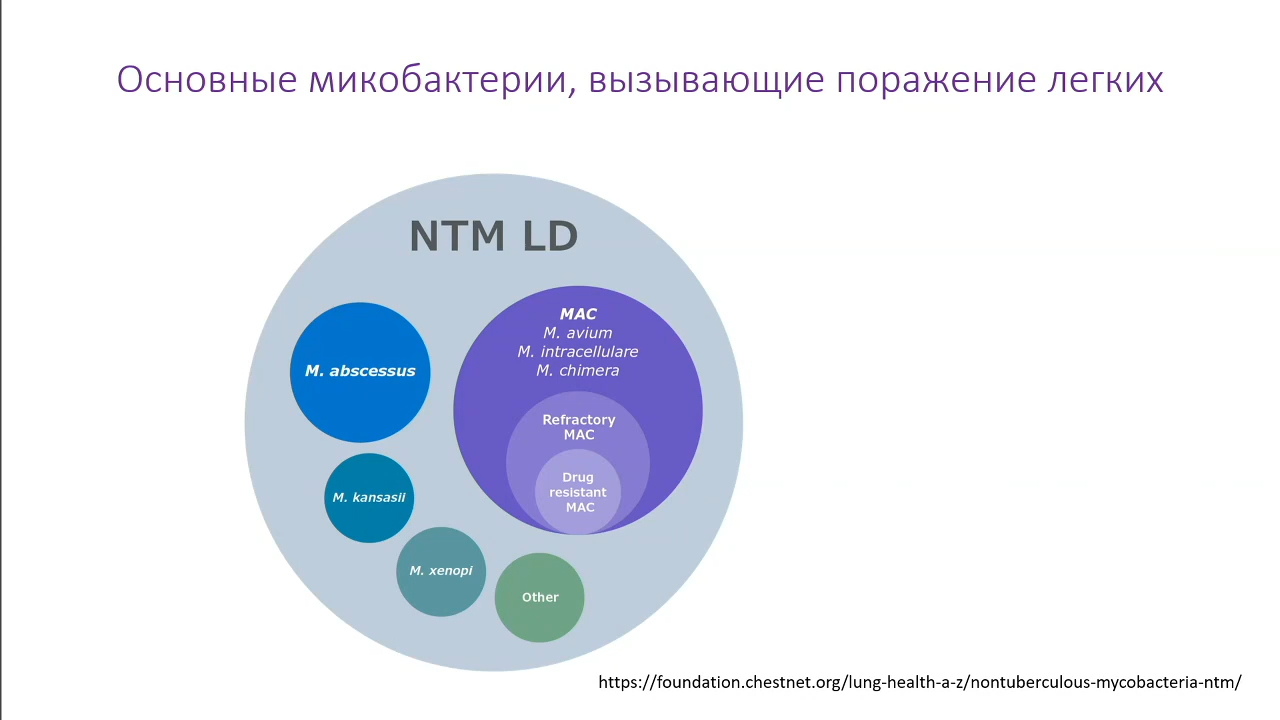 Основные микобактерии, вызывающие поражение легких
NTM LD
MAC
M. avium
M. intracellulare
M. chimera
M. abscessus
Refractory
MAC
Drug
resistant
MAC
M. kansasii
M. xenopi
Other
https://foundation.chestnet.org/lung-health-a-z/nontuberculous-mycobacteria-ntm/